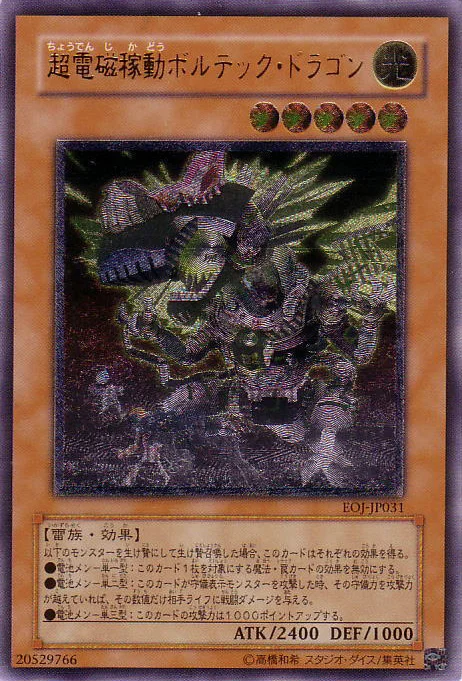 ちょうでんじかどう
超電磁稼動ボルテック・ドラゴン 光
EOJ-JP031
【雷族・効果】
以下のモンスターを生け贄にして生け贄召喚した場合、このカードはそれぞれの効果を得る。
●電池メン－単一型：このカード1枚を対象にする魔法・罠カードの効果を無効にする。
●電池メン－単二型：このカードが守備表示モンスターを攻撃した時、その守備力を攻撃力
が越えていれば、その数値だけ相手ライフに戦闘ダメージを与える。
●電池メン－単三型：このカードの攻撃力は1000ポイントアップする。
ATK/2400 DEF/1000
20529766
©高橋和希 スタジオ・ダイス/集英社